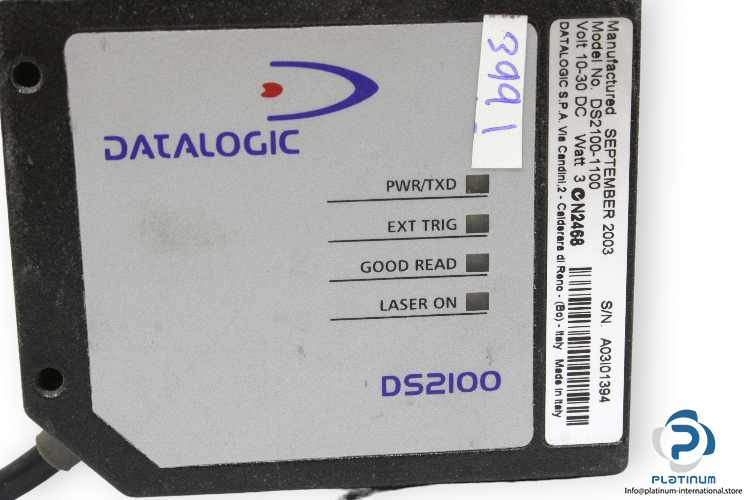 DATALOGIC
PWR/TXD
EXT TRIG
GOOD READ
LASER ON
DS2100
3991
Manufactured SEPTEMBER 2003
Model No. DS2100-1100 S/N. A03I01394
Volt 10-30 DC Watt 3 N2468
DATALOGIC S.P.A. Via Candini,2 - Calderara di Reno - (Bo) - Italy Made in Italy
PLATINUM
Info@platinum-international.store